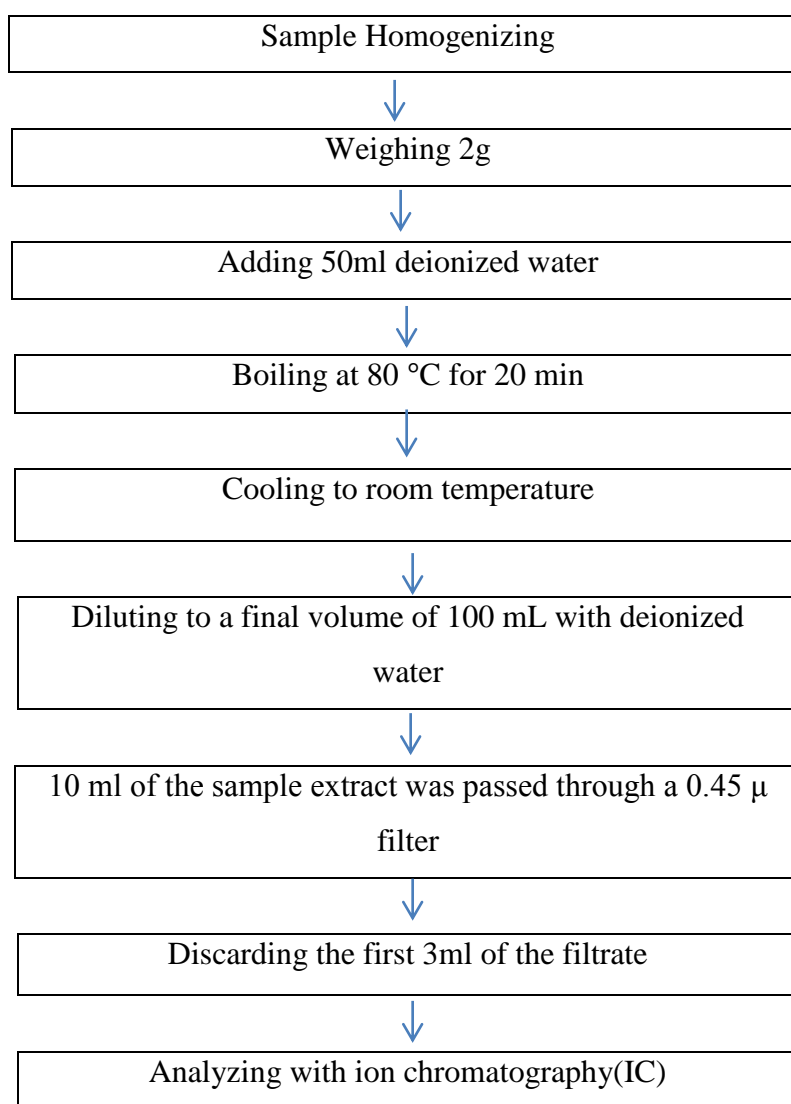 Sample Homogenizing
Weighing 2g
Adding 50ml deionized water
Boiling at 80 °C for 20 min
Cooling to room temperature
Diluting to a final volume of 100 mL with deionized
water
10 ml of the sample extract was passed through a 0.45 μ
filter
Discarding the first 3ml of the filtrate
Analyzing with ion chromatography(IC)